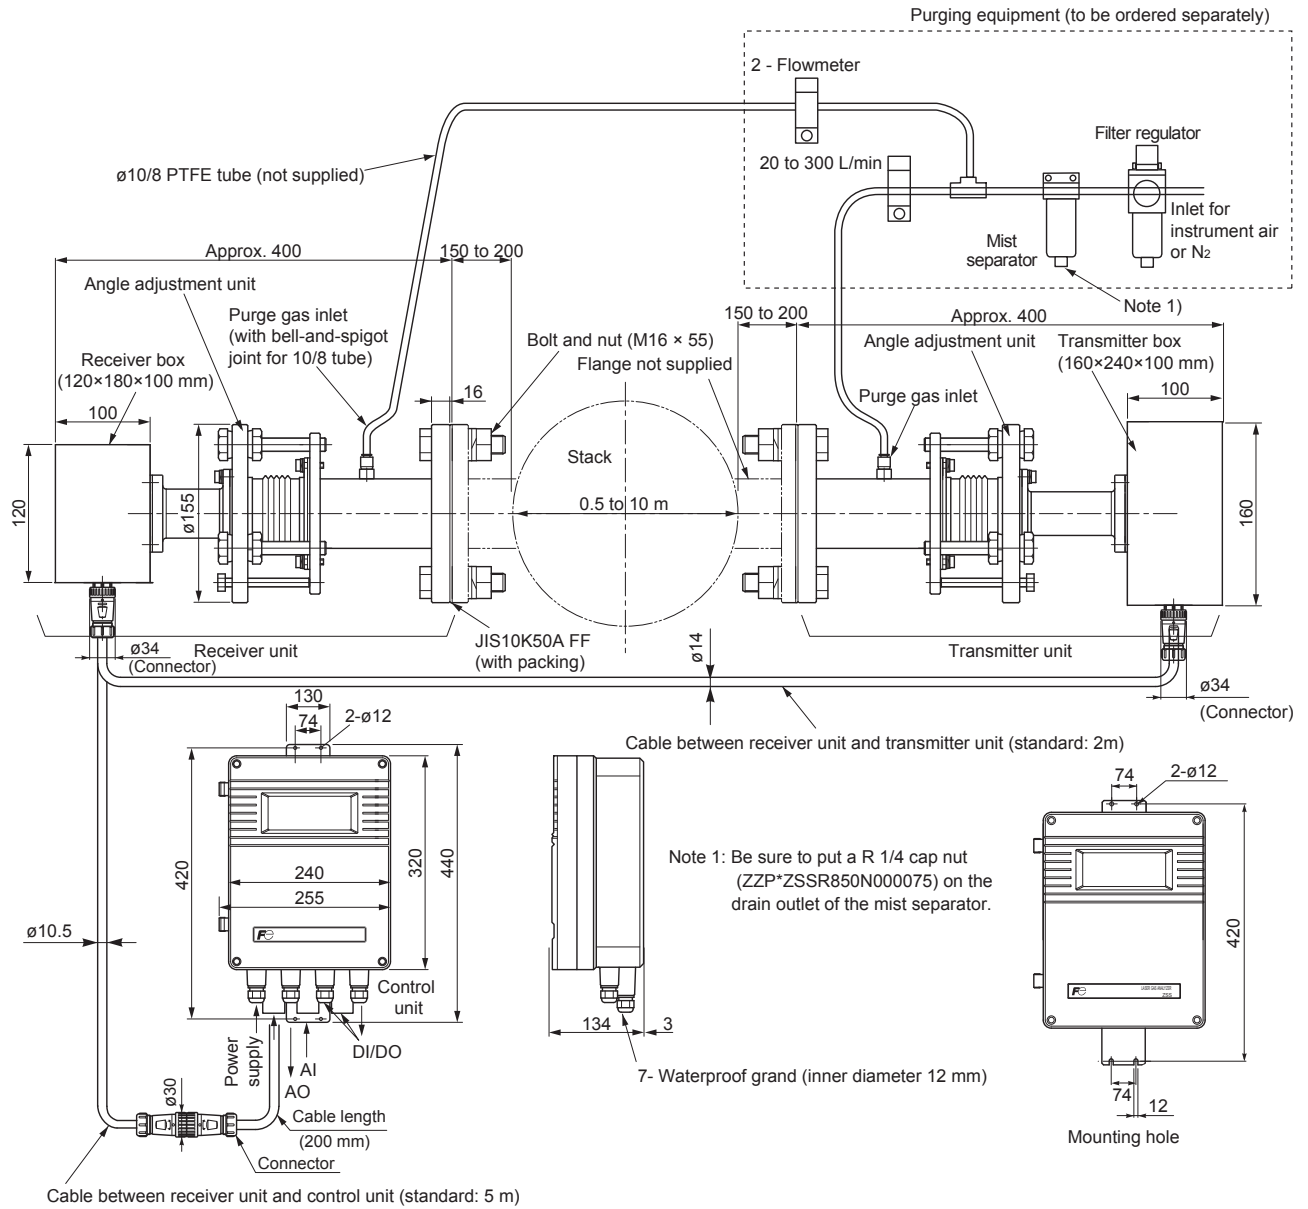 Purging equipment (to be ordered separately)
2 - Flowmeter
Filter regulator
20 to 300 L/min
ø10/8 PTFE tube (not supplied)
Inlet for
instrument air
or N2
Mist
separator
Note 1)
Approx. 400
150 to 200
Angle adjustment unit
Purge gas inlet
(with bell-and-spigot
joint for 10/8 tube)
Bolt and nut (M16 × 55)
Flange not supplied
150 to 200
Approx. 400
Angle adjustment unit
Transmitter box
(160×240×100 mm)
Receiver box
(120×180×100 mm)
100
16
Purge gas inlet
100
Stack
0.5 to 10 m
120
ø155
160
Receiver unit
JIS10K50A FF
(with packing)
ø14
Transmitter unit
ø34
(Connector)
ø34
(Connector)
Cable between receiver unit and transmitter unit (standard: 2m)
130
74
2-ø12
420
320
440
240
255
Fe
Control
unit
ø10.5
Power
supply
AI
AO
DI/DO
ø30
Cable length
(200 mm)
Connector
Cable between receiver unit and control unit (standard: 5 m)
134
3
7- Waterproof grand (inner diameter 12 mm)
Note 1: Be sure to put a R 1/4 cap nut
(ZZP*ZSSR850N000075) on the
drain outlet of the mist separator.
74
2-ø12
420
Fe
LASER GAS ANALYZER
ZSS
74
12
Mounting hole